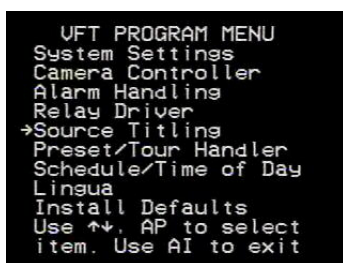 VFT PROGRAM MENU
System Settings
Camera Controller
Alarm Handling
Relay Driver
→Source Titling
Preset/Tour Handler
Schedule/Time of Day
Lingua
Install Defaults
Use ↑↓, AP to select
item. Use AI to exit